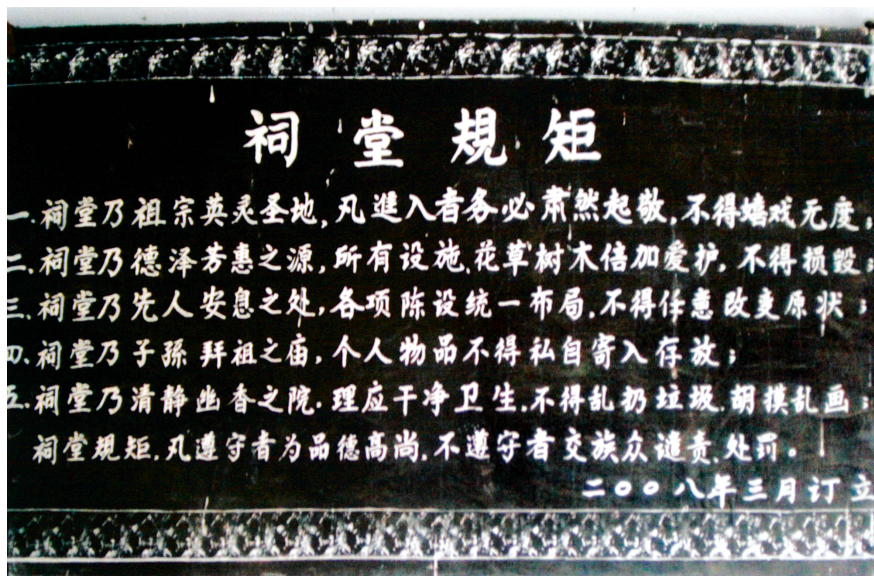 祠堂規矩
一.祠堂乃祖宗英灵圣地,凡進入者务必肃然起敬,不得嬉戏无度;
二.祠堂乃德泽芳惠之源,所有设施,花草树木倍加爱护,不得损毁;
三.祠堂乃先人安息之处,各项陈设统一布局,不得任意改变原状;
四.祠堂乃子孫拜祖之庙,个人物品不得私自寄入存放;
五.祠堂乃清静幽香之院.理应干净卫生,不得乱扔垃圾,胡摸乱画;
祠堂規矩,凡遵守者为品德高尚,不遵守者交族众谴责,处罚。
二〇〇八年三月订立